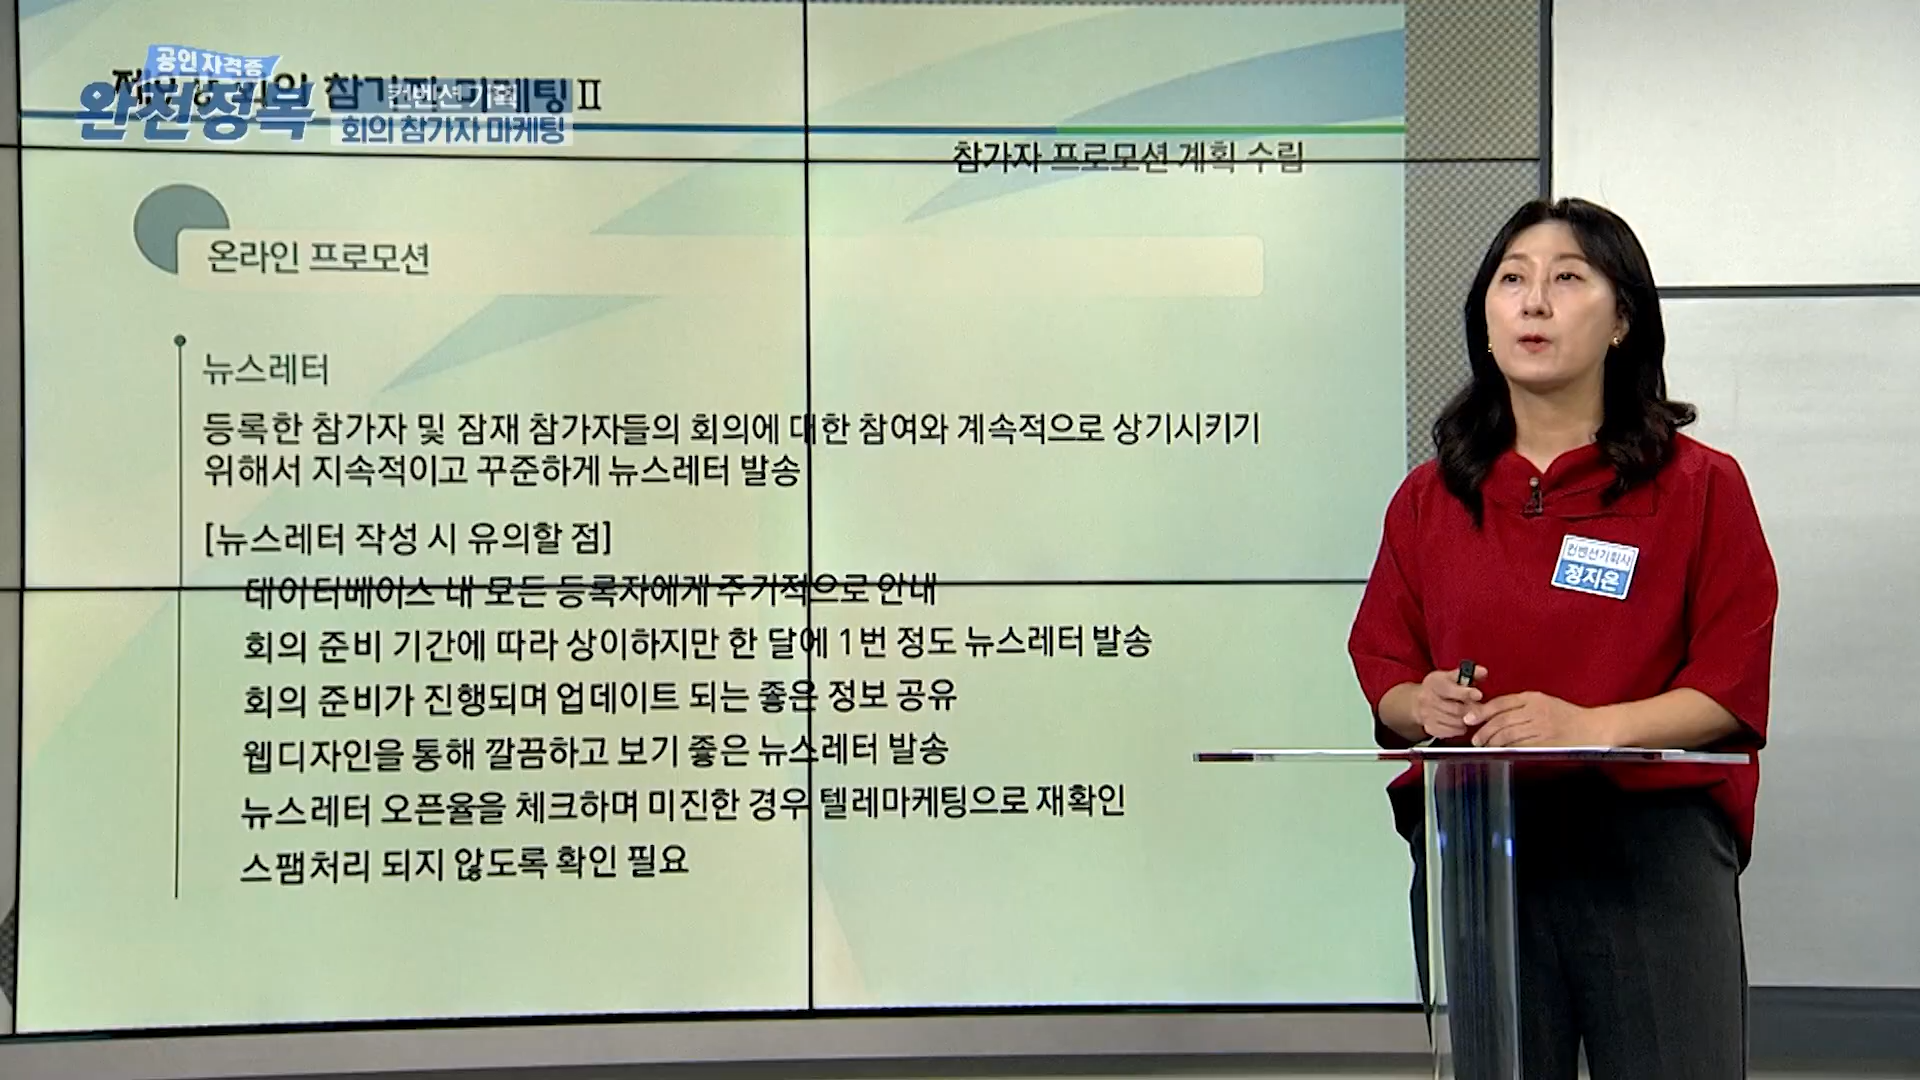 공인 자격증
완전정복
컨벤션 기획
회의 참가자 마케팅
회의 참가자 마케팅Ⅱ
참가자 프로모션 계획 수립
온라인 프로모션
뉴스레터
등록한 참가자 및 잠재 참가자들의 회의에 대한 참여와 계속적으로 상기시키기
위해서 지속적이고 꾸준하게 뉴스레터 발송
[뉴스레터 작성 시 유의할 점]
데이터베이스 내 모든 등록자에게 주기적으로 안내
회의 준비 기간에 따라 상이하지만 한 달에 1번 정도 뉴스레터 발송
회의 준비가 진행되며 업데이트 되는 좋은 정보 공유
웹디자인을 통해 깔끔하고 보기 좋은 뉴스레터 발송
뉴스레터 오픈율을 체크하며 미진한 경우 텔레마케팅으로 재확인
스팸처리 되지 않도록 확인 필요
컨벤션기획사
정지은